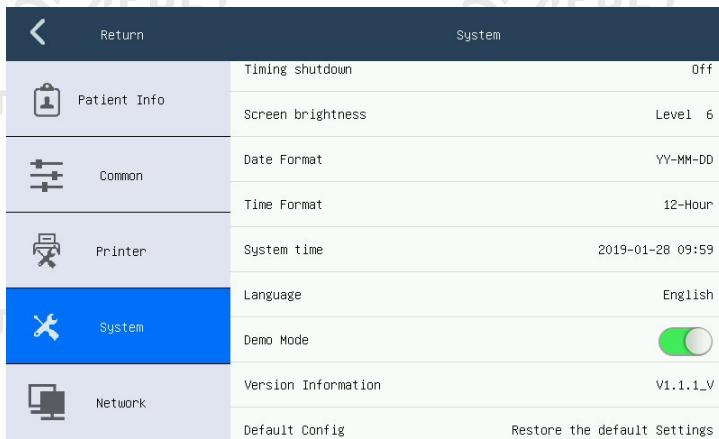 Return
System
Patient Info
Common
Printer
System
Network
Timing shutdown Off
Screen brightness Level 6
Date Format YY-MM-DD
Time Format 12-Hour
System time 2019-01-28 09:59
Language English
Demo Mode
Version Information V1.1.1_V
Default Config Restore the default Settings